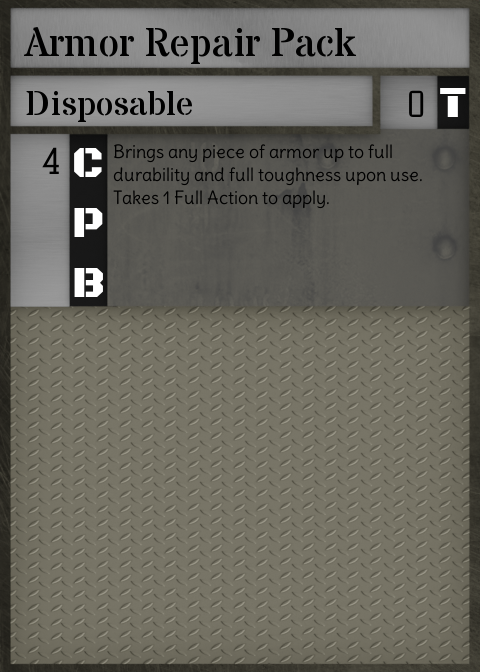 Armor Repair Pack
Disposable
0 T
4 C
P
B
Brings any piece of armor up to full
durability and full toughness upon use.
Takes 1 Full Action to apply.